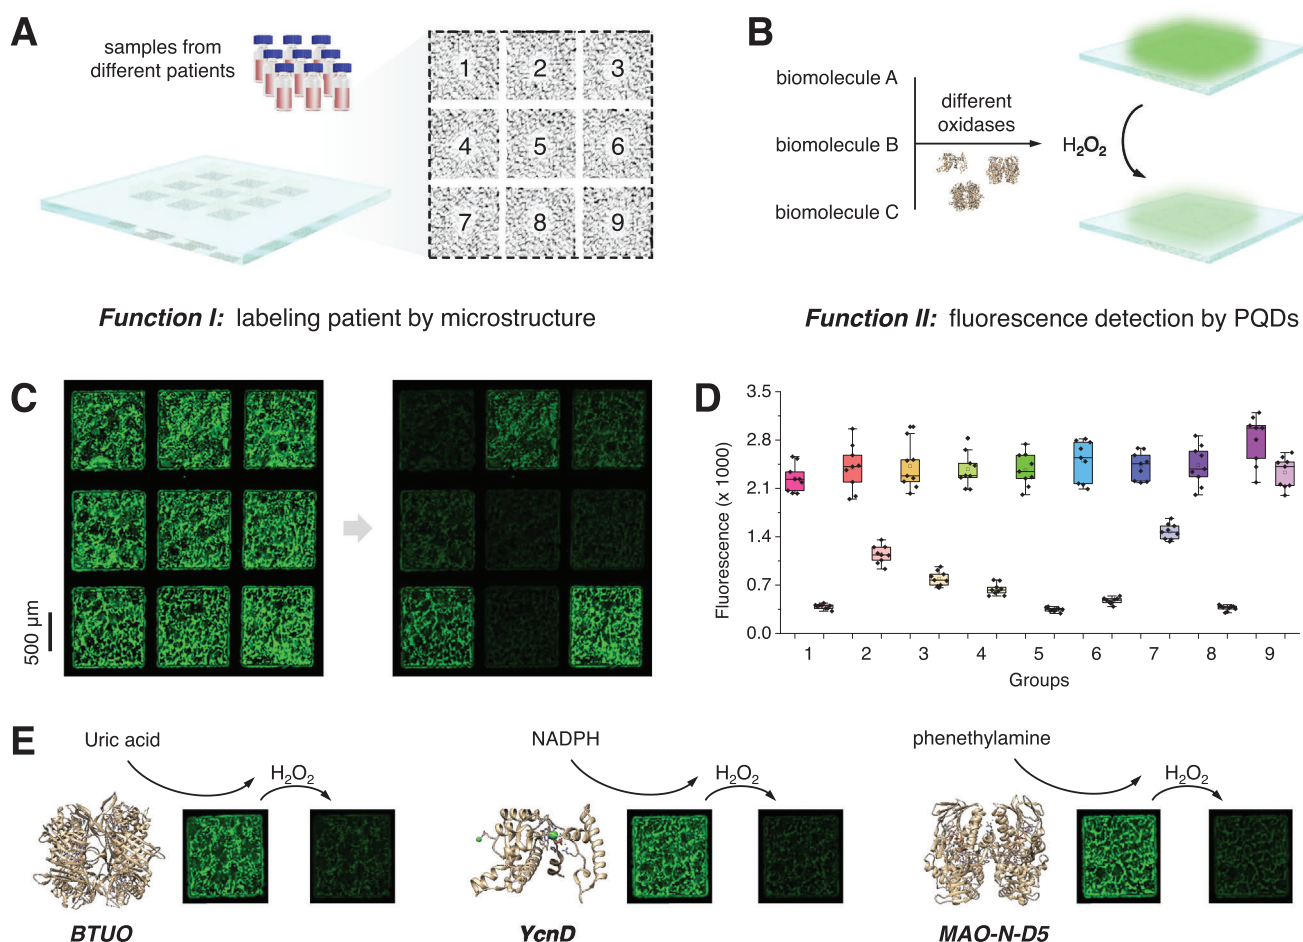 A
samples from
different patients
1 2 3
4 5 6
7 8 9
Function I: labeling patient by microstructure
B
biomolecule A
biomolecule B
biomolecule C
different
oxidases
H₂O₂
Function II: fluorescence detection by PQDs
C
500 µm
D
Fluorescence (x 1000)
3.5
2.8
2.1
1.4
0.7
0.0
1 2 3 4 5 6 7 8 9
Groups
E
Uric acid
H₂O₂
BTUO
NADPH
H₂O₂
YcnD
phenethylamine
H₂O₂
MAO-N-D5